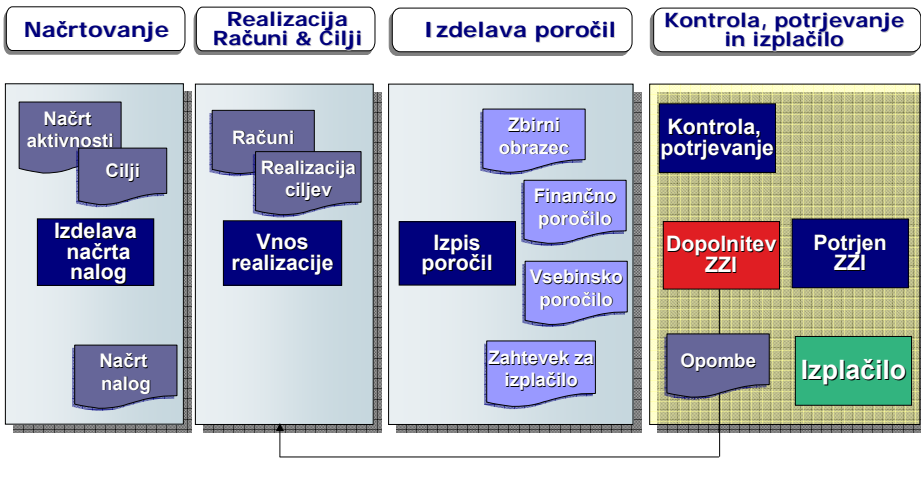 Načrtovanje
Realizacija
Računi & Cilji
Izdelava poročil
Kontrola, potrjevanje
in izplačilo
Načrt
aktivnosti
Cilji
Izdelava
načrta
nalog
Načrt
nalog
Računi
Realizacija
ciljev
Vnos
realizacije
Zbirni
obrazec
Finančno
poročilo
Izpis
poročil
Vsebinsko
poročilo
Zahtevek za
izplačilo
Kontrola,
potrjevanje
Dopolnitev
ZZI
Potrjen
ZZI
Opombe
Izplačilo